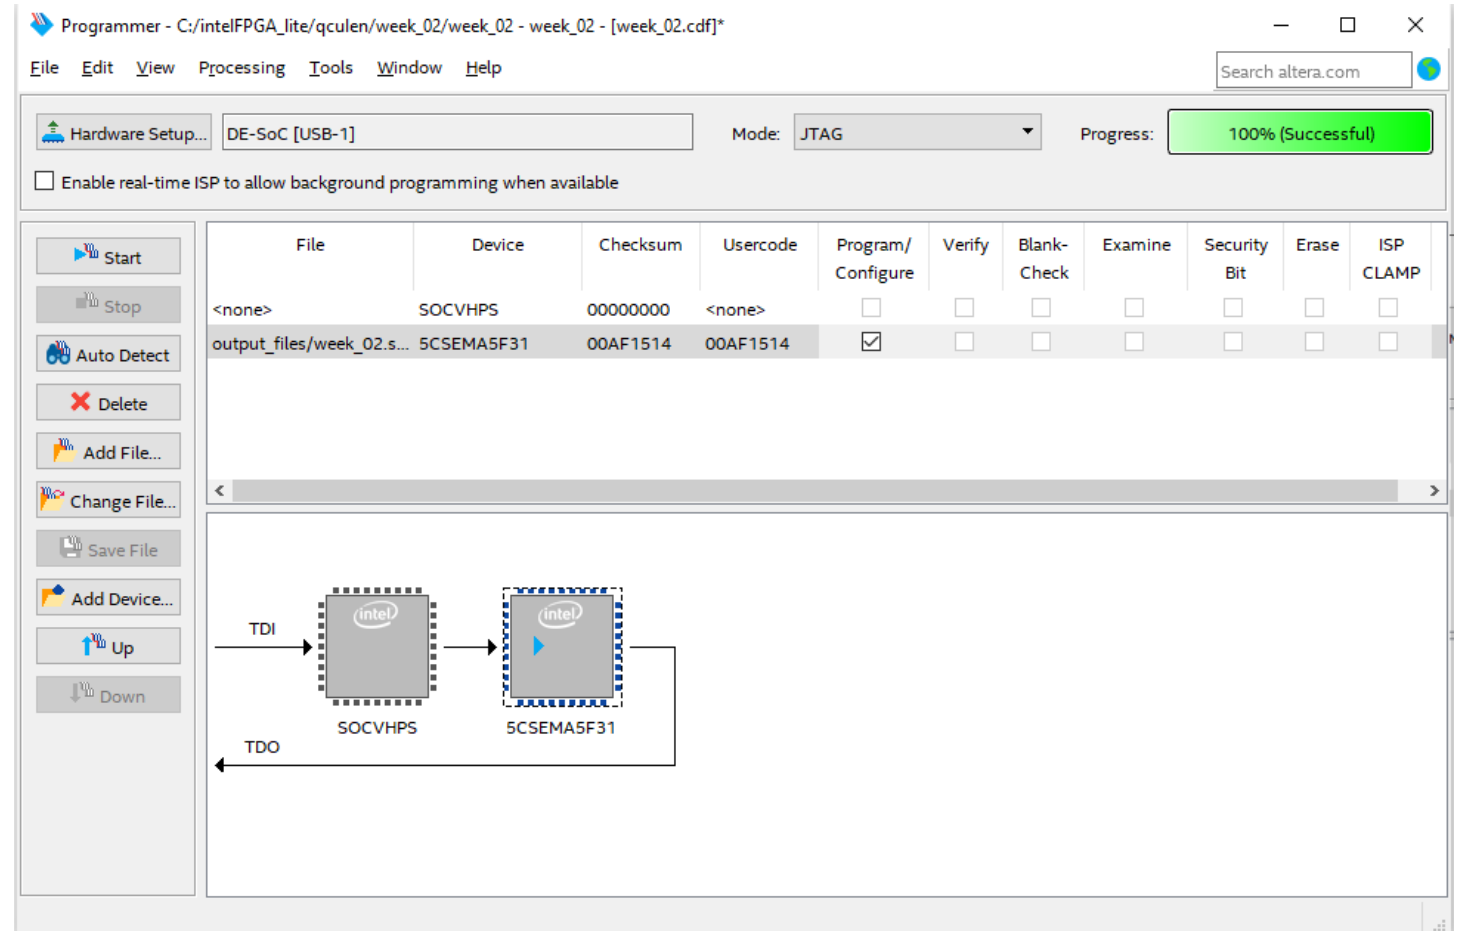 Programmer - C:/intelFPGA_lite/qculen/week_02/week_02 - week_02 - [week_02.cdf]*
File Edit View Processing Tools Window Help
Search altera.com
Hardware Setup... DE-SoC [USB-1] Mode: JTAG Progress: 100% (Successful)
Enable real-time ISP to allow background programming when available
Start
Stop
Auto Detect
Delete
Add File...
Change File...
Save File
Add Device...
Up
Down
File Device Checksum Usercode Program/ Configure Verify Blank- Check Examine Security Bit Erase ISP CLAMP
<none> SOCVHPS 00000000 <none>
output_files/week_02.s... 5CSEMA5F31 00AF1514 00AF1514
TDI
intel
intel
SOCVHPS
5CSEMA5F31
TDO